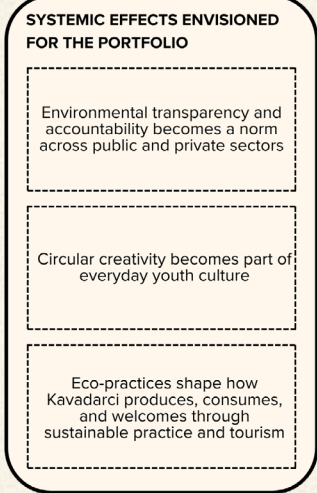 SYSTEMIC EFFECTS ENVISIONED
FOR THE PORTFOLIO
Environmental transparency and
accountability becomes a norm
across public and private sectors
Circular creativity becomes part of
everyday youth culture
Eco-practices shape how
Kavadarci produces, consumes,
and welcomes through
sustainable practice and tourism